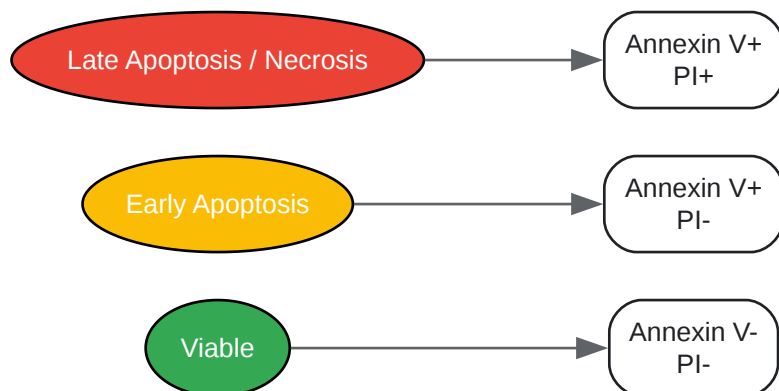 Late Apoptosis / Necrosis
Annexin V+
PI+
Early Apoptosis
Annexin V+
PI-
Viable
Annexin V-
PI-